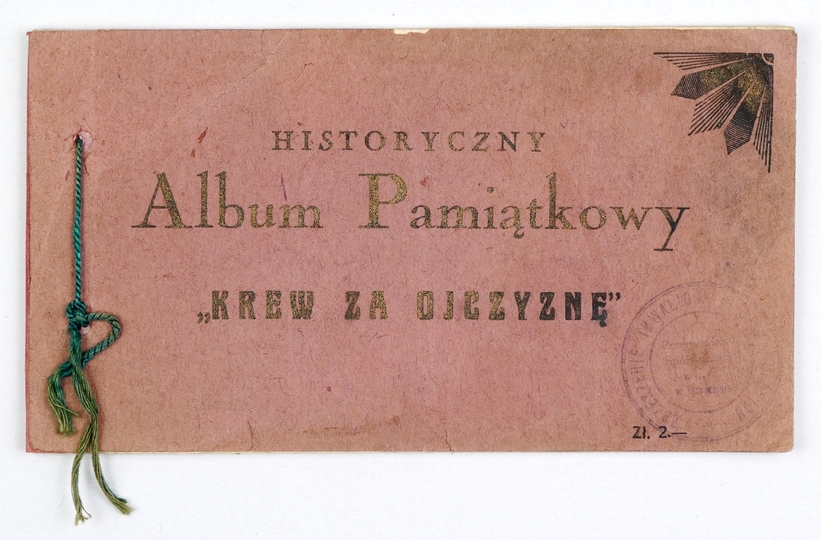 HISTORYCZNY
Album Pamiątkowy
„KREW ZA OJCZYZNĘ”
Zł. 2.—